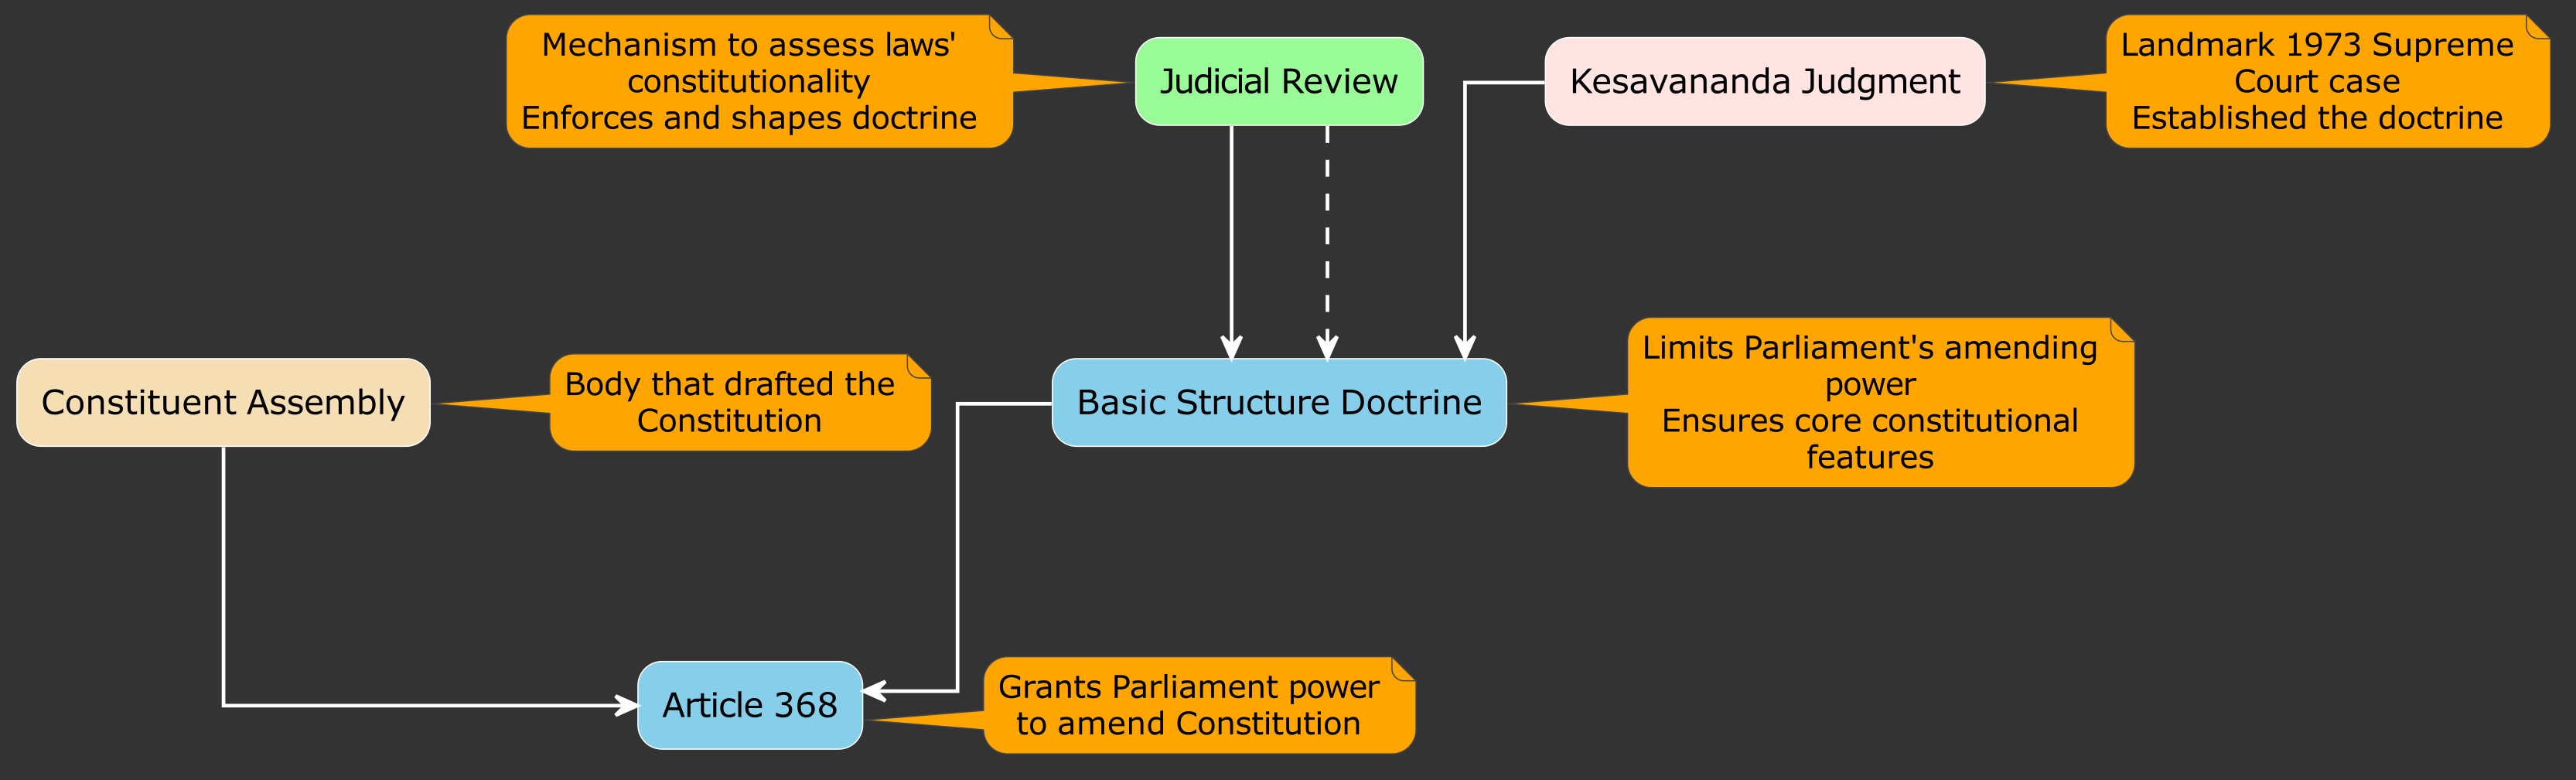 Mechanism to assess laws'
constitutionality
Enforces and shapes doctrine
Judicial Review
Kesavananda Judgment
Landmark 1973 Supreme
Court case
Established the doctrine
Constituent Assembly
Body that drafted the
Constitution
Basic Structure Doctrine
Limits Parliament's amending
power
Ensures core constitutional
features
Article 368
Grants Parliament power
to amend Constitution